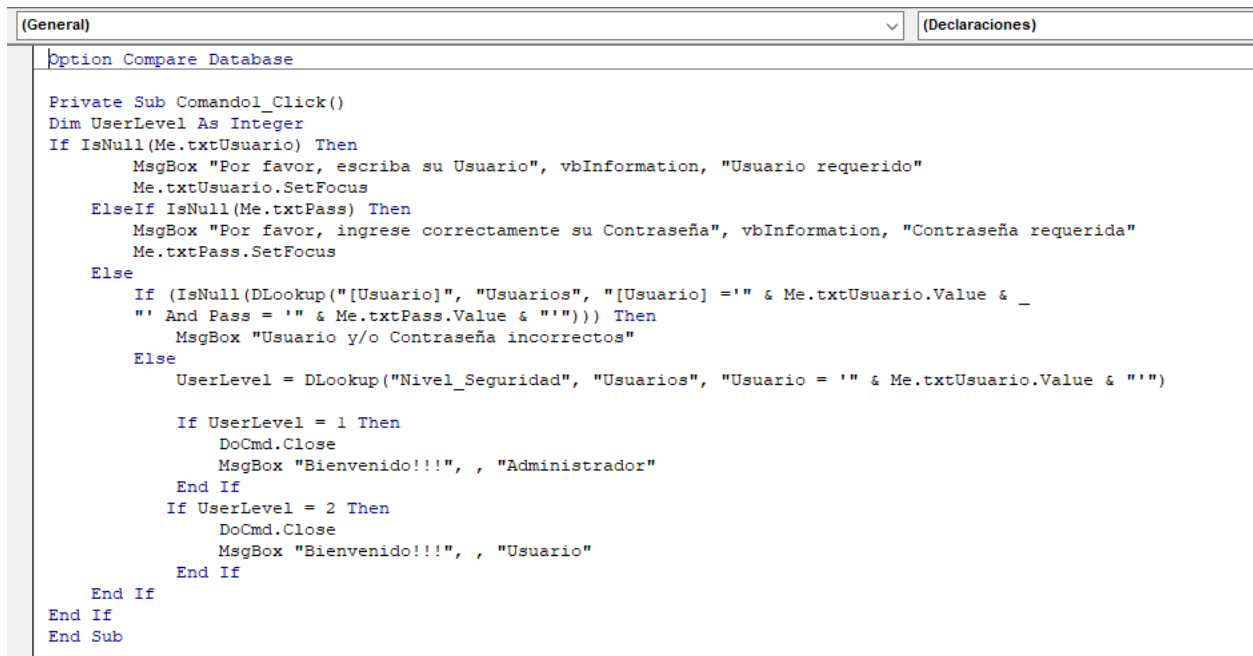 (General) (Declaraciones)
Option Compare Database
Private Sub Comando1_Click()
Dim UserLevel As Integer
If IsNull(Me.txtUsuario) Then
MsgBox "Por favor, escriba su Usuario", vbInformation, "Usuario requerido"
Me.txtUsuario.SetFocus
ElseIf IsNull(Me.txtPass) Then
MsgBox "Por favor, ingrese correctamente su Contraseña", vbInformation, "Contraseña requerida"
Me.txtPass.SetFocus
Else
If (IsNull(DLookup("[Usuario]", "Usuarios", "[Usuario] ='" & Me.txtUsuario.Value & _
"' And Pass = '" & Me.txtPass.Value & "'"))) Then
MsgBox "Usuario y/o Contraseña incorrectos"
Else
UserLevel = DLookup("Nivel_Seguridad", "Usuarios", "Usuario = '" & Me.txtUsuario.Value & "'")
If UserLevel = 1 Then
DoCmd.Close
MsgBox "Bienvenido!!!", , "Administrador"
End If
If UserLevel = 2 Then
DoCmd.Close
MsgBox "Bienvenido!!!", , "Usuario"
End If
End If
End If
End Sub